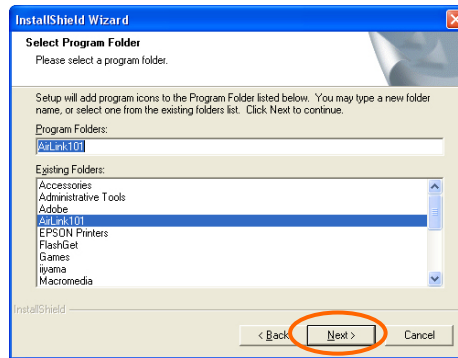 InstallShield Wizard
Select Program Folder
Please select a program folder.
Setup will add program icons to the Program Folder listed below. You may type a new folder
name, or select one from the existing folders list. Click Next to continue.
Program Folders:
AirLink101
Existing Folders:
Accessories
Administrative Tools
Adobe
AirLink101
EPSON Printers
FlashGet
Games
iiyama
Macromedia
InstallShield
< Back
Next >
Cancel